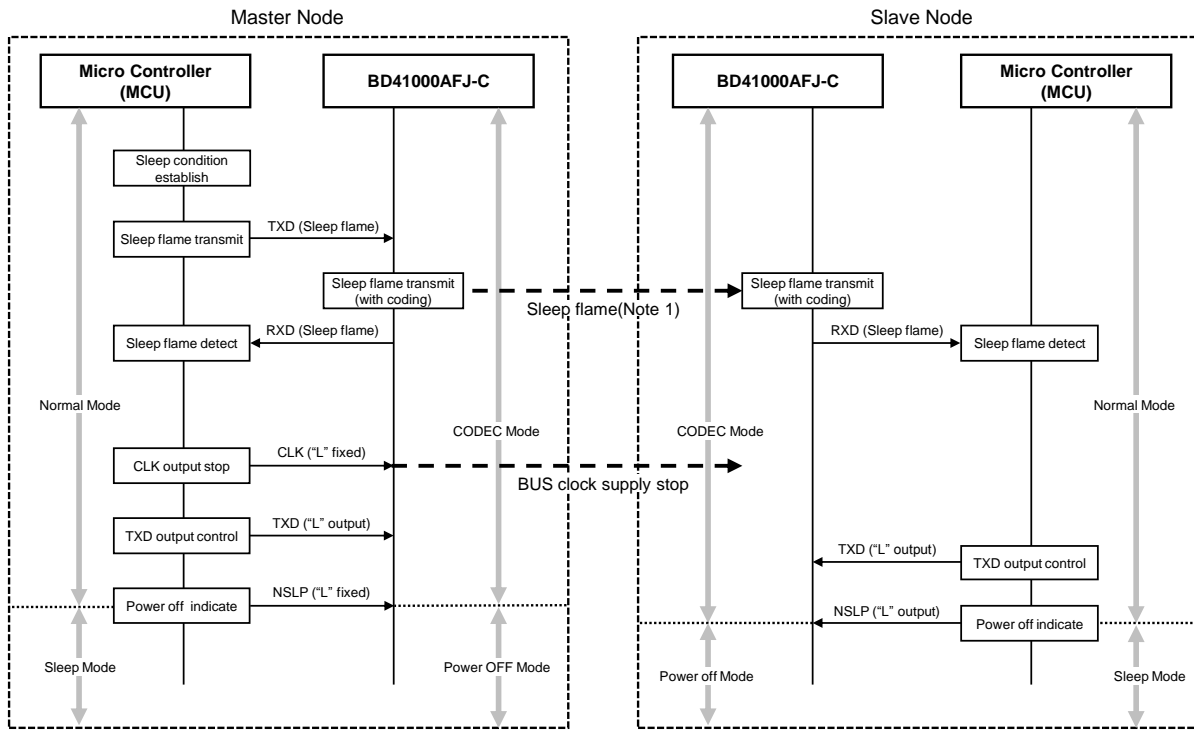 Master Node
Slave Node
Micro Controller
(MCU)
BD41000AFJ-C
BD41000AFJ-C
Micro Controller
(MCU)
Sleep condition
establish
Sleep flame transmit
TXD (Sleep flame)
Sleep flame transmit
(with coding)
Sleep flame(Note 1)
Sleep flame transmit
(with coding)
Sleep flame detect
RXD (Sleep flame)
RXD (Sleep flame)
Sleep flame detect
Normal Mode
CODEC Mode
CODEC Mode
Normal Mode
CLK output stop
CLK (“L” fixed)
BUS clock supply stop
TXD output control
TXD (“L” output)
TXD (“L” output)
TXD output control
Power off indicate
NSLP (“L” fixed)
NSLP (“L” output)
Power off indicate
Sleep Mode
Power OFF Mode
Power off Mode
Sleep Mode